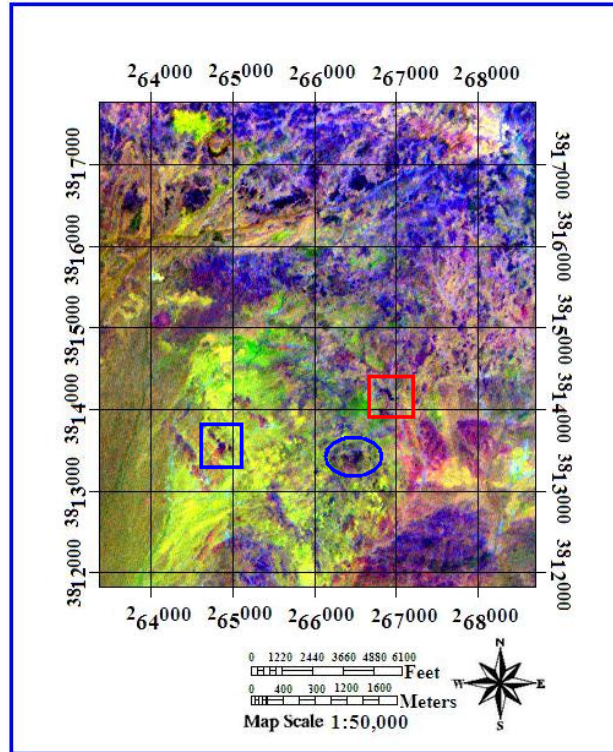 264000 265000 266000 267000 268000
3817000 3817000
3816000 3816000
3815000 3815000
3814000 3814000
3813000 3813000
3812000 3812000
264000 265000 266000 267000 268000
0 1220 2440 3660 4880 6100 Feet
0 400 300 1200 1600 Meters
Map Scale 1:50,000
N
W E
S